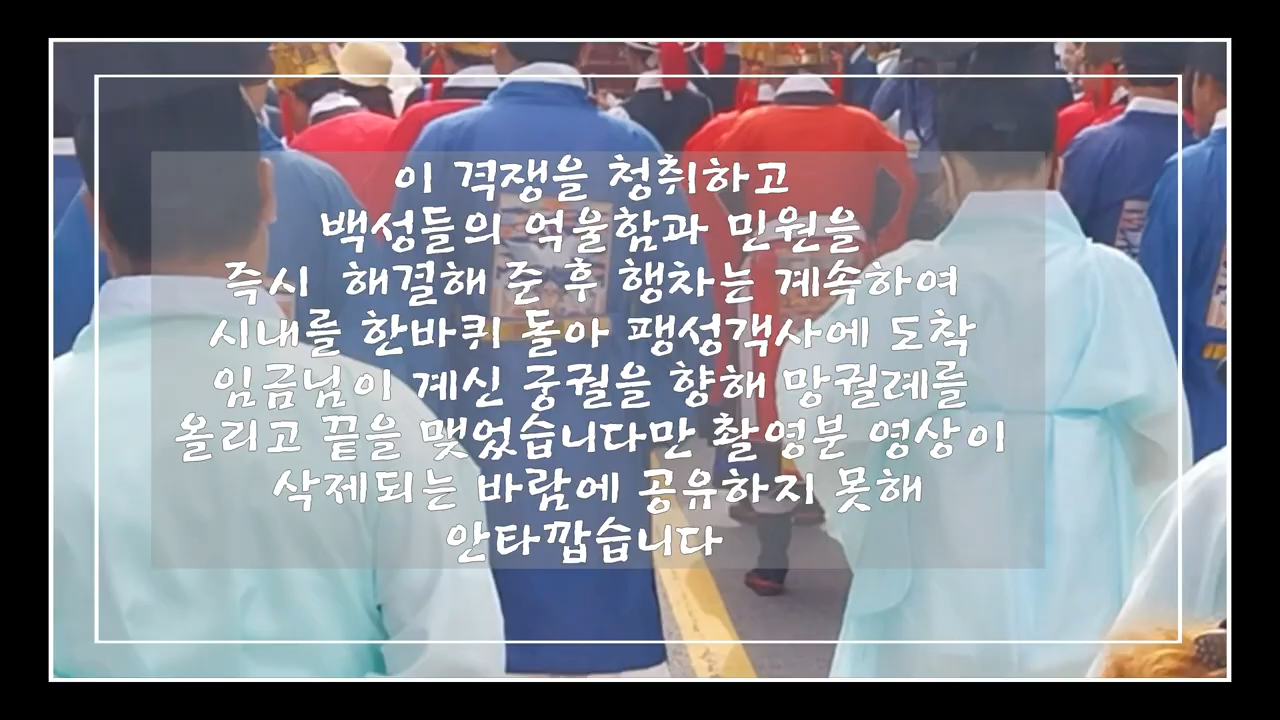 이 격쟁을 청취하고
백성들의 억울함과 민원을
즉시 해결해 준 후 행차는 계속하여
시내를 한바퀴 돌아 팽성객사에 도착
임금님이 계신 궁궐을 향해 망궐례를
올리고 끝을 맺었습니다만 촬영분 영상이
삭제되는 바람에 공유하지 못해
안타깝습니다